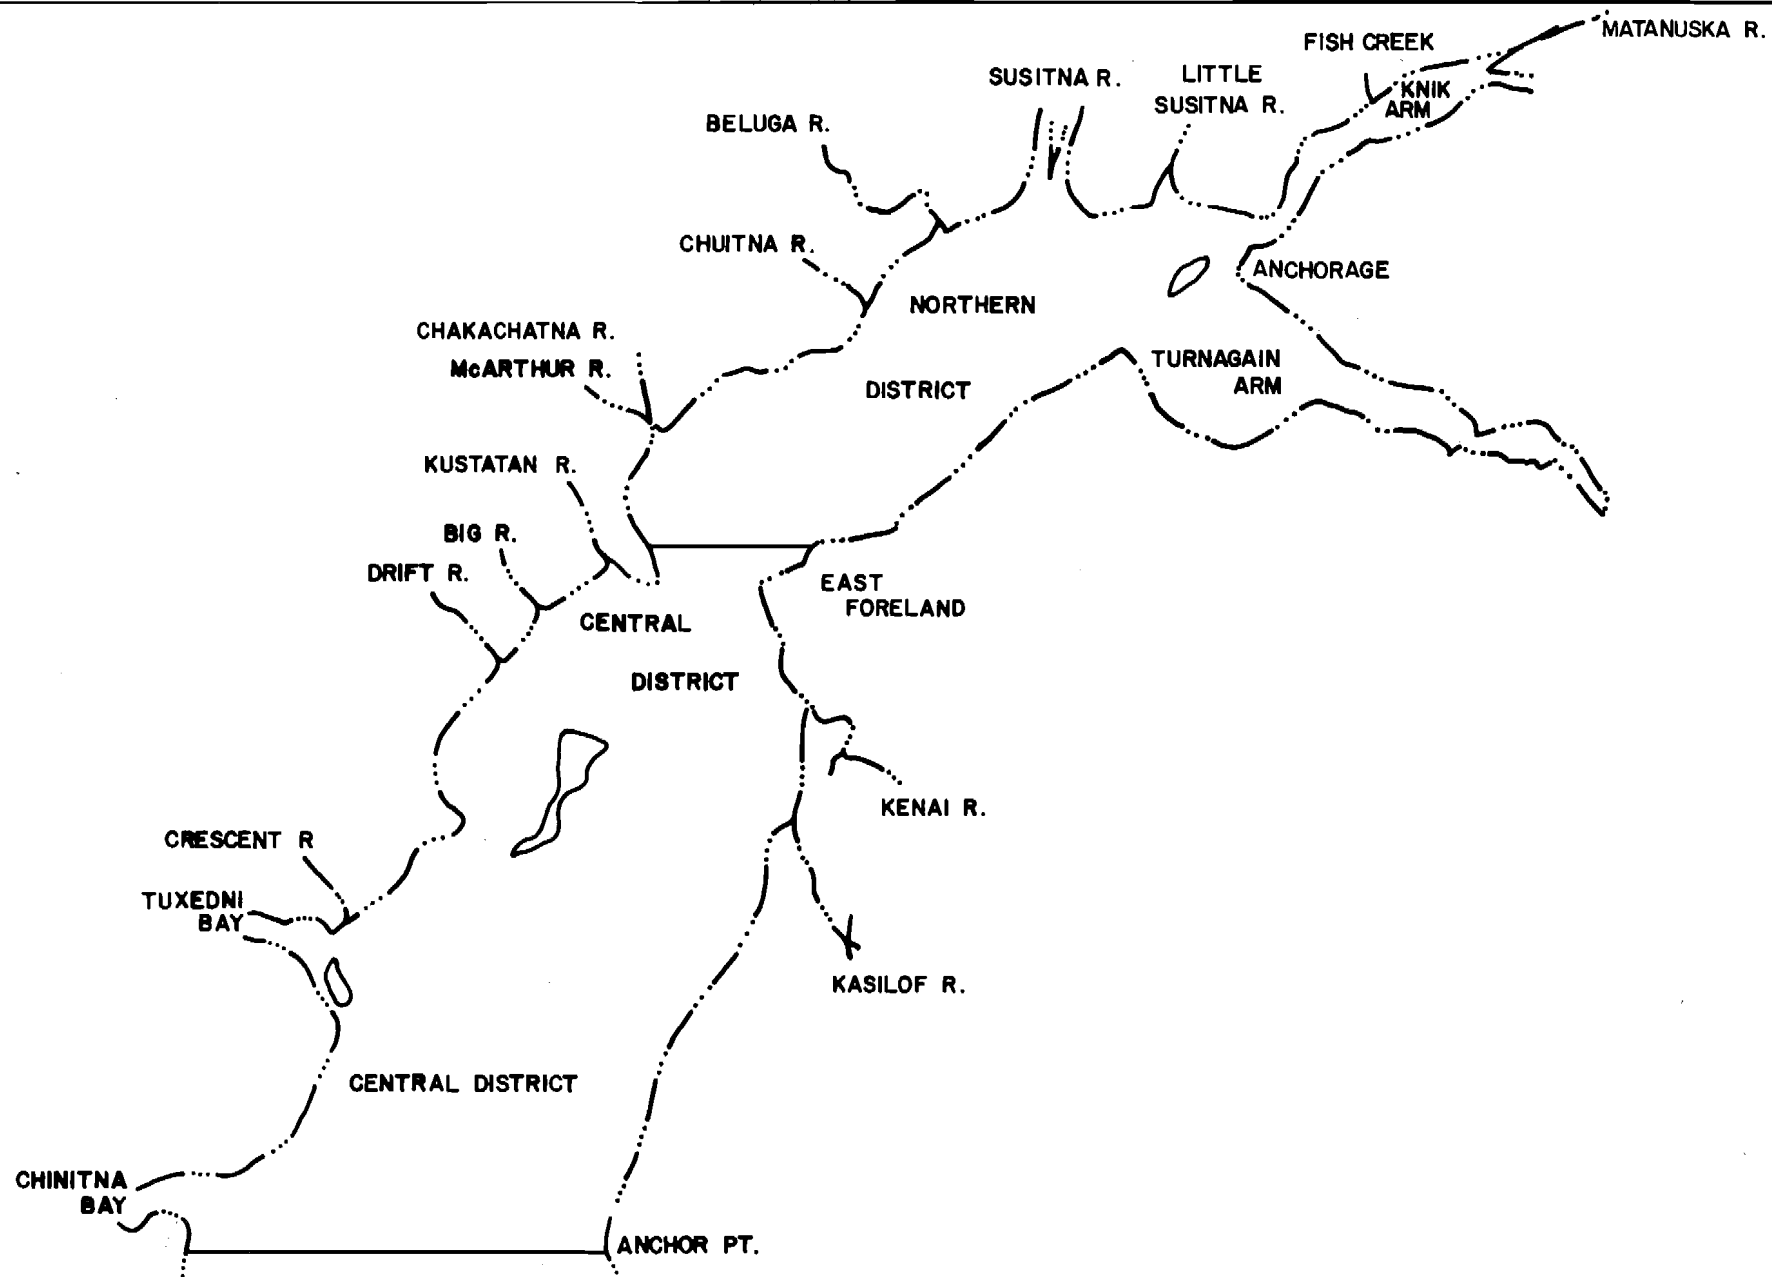 MATANUSKA R.
FISH CREEK
KNIK
ARM
SUSITNA R.
LITTLE
SUSITNA R.
BELUGA R.
CHUITNA R.
ANCHORAGE
NORTHERN
DISTRICT
CHAKACHATNA R.
McARTHUR R.
TURNAGAIN
ARM
KUSTATAN R.
BIG R.
DRIFT R.
EAST
FORELAND
CENTRAL
DISTRICT
KENAI R.
CRESCENT R
TUXEDNI
BAY
KASILOF R.
CENTRAL DISTRICT
CHINITNA
BAY
ANCHOR PT.